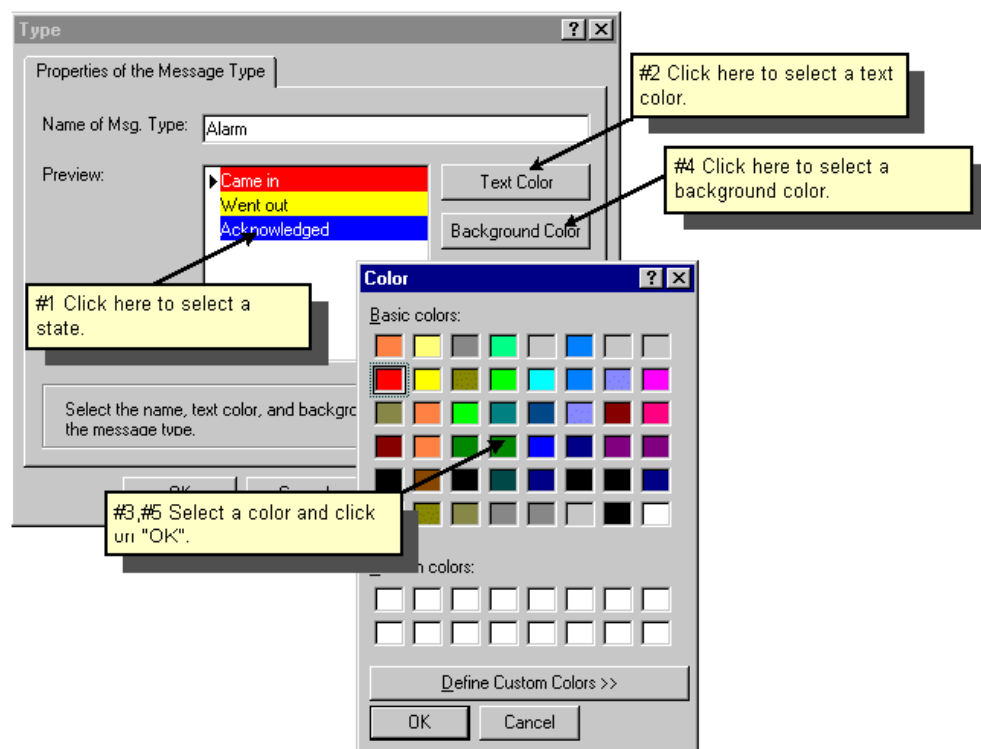 Type
Properties of the Message Type
#2 Click here to select a text
color.
Name of Msg. Type:
Alarm
Preview:
Came in
Went out
Acknowledged
Text Color
Background Color
#4 Click here to select a
background color.
#1 Click here to select a
state.
Color
Basic colors:
Select the name, text color, and backgro
the message type.
#3,#5 Select a color and click
on "OK".
colors:
Define Custom Colors >>
OK
Cancel